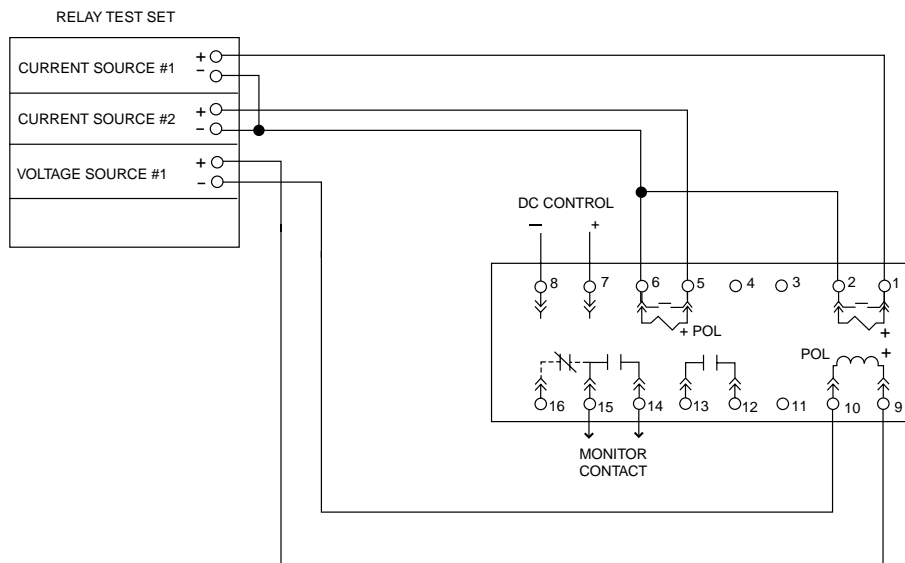 RELAY TEST SET
CURRENT SOURCE #1
+
−
CURRENT SOURCE #2
+
−
VOLTAGE SOURCE #1
+
−
DC CONTROL
− +
8 7 6 5 4 3 2 1
− −
+ POL +
POL +
16 15 14 13 12 11 10 9
MONITOR
CONTACT